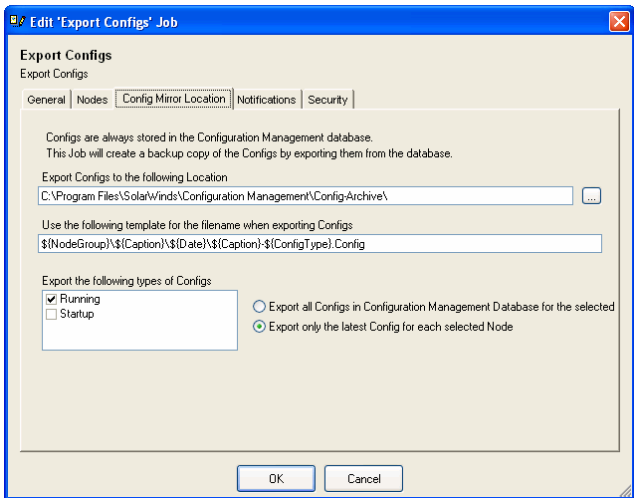 Edit 'Export Configs' Job
Export Configs
Export Configs
General Nodes Config Mirror Location Notifications Security
Configs are always stored in the Configuration Management database.
This Job will create a backup copy of the Configs by exporting them from the database.
Export Configs to the following Location
C:\Program Files\SolarWinds\Configuration Management\Config-Archive\
...
Use the following template for the filename when exporting Configs
${NodeGroup}\${Caption}\${Date}\${Caption}-${ConfigType}.Config
Export the following types of Configs
Running
Startup
Export all Configs in Configuration Management Database for the selected
Export only the latest Config for each selected Node
OK Cancel